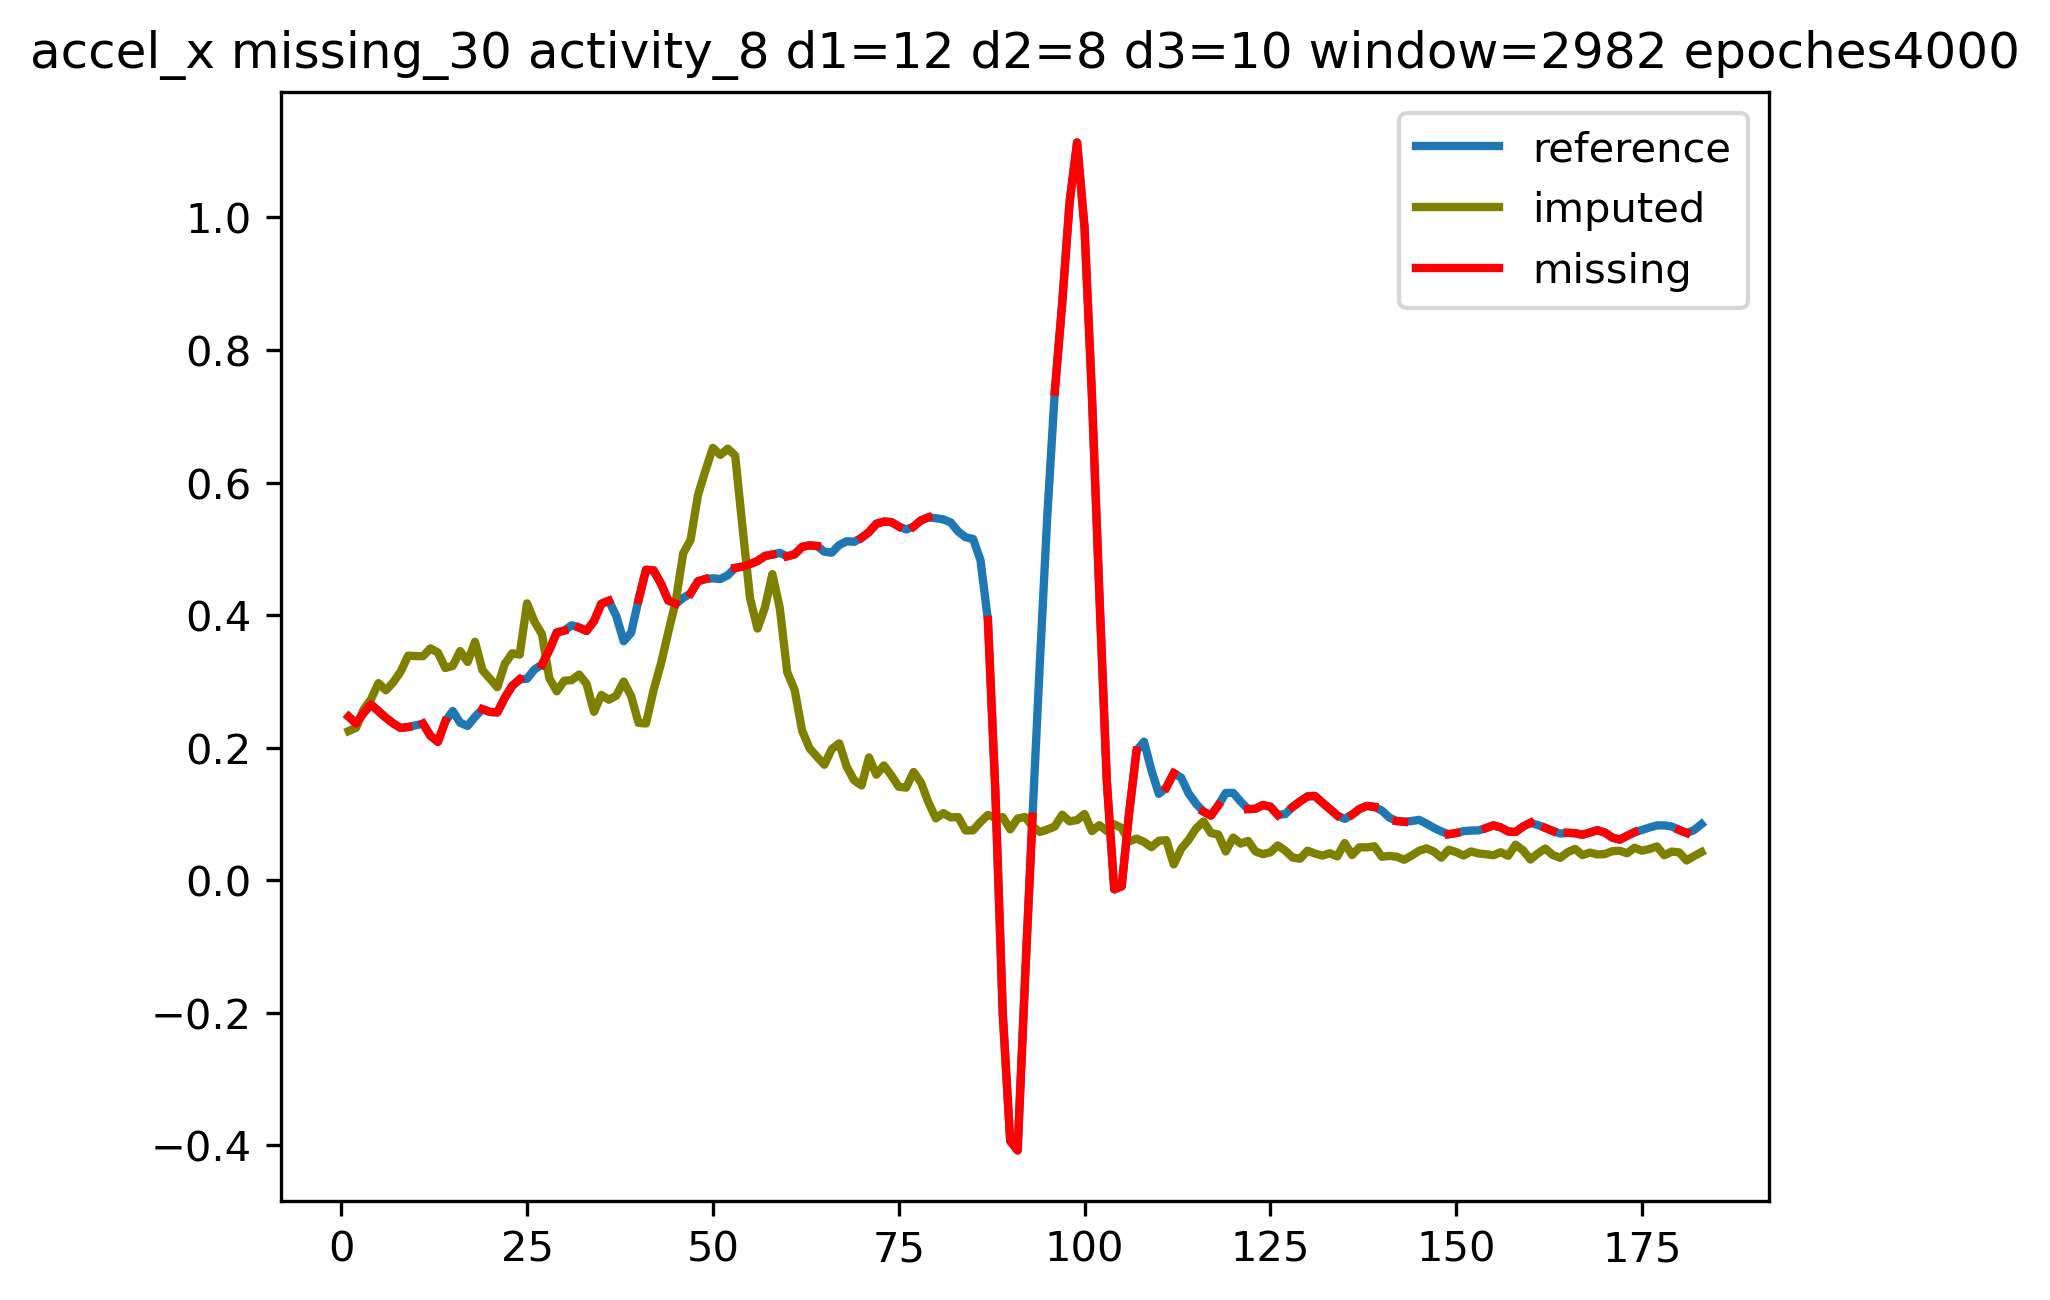 accel_x missing_30 activity_8 d1=12 d2=8 d3=10 window=2982 epoches4000
reference
imputed
missing
1.0
0.8
0.6
0.4
0.2
0.0
−0.2
−0.4
0 25 50 75 100 125 150 175